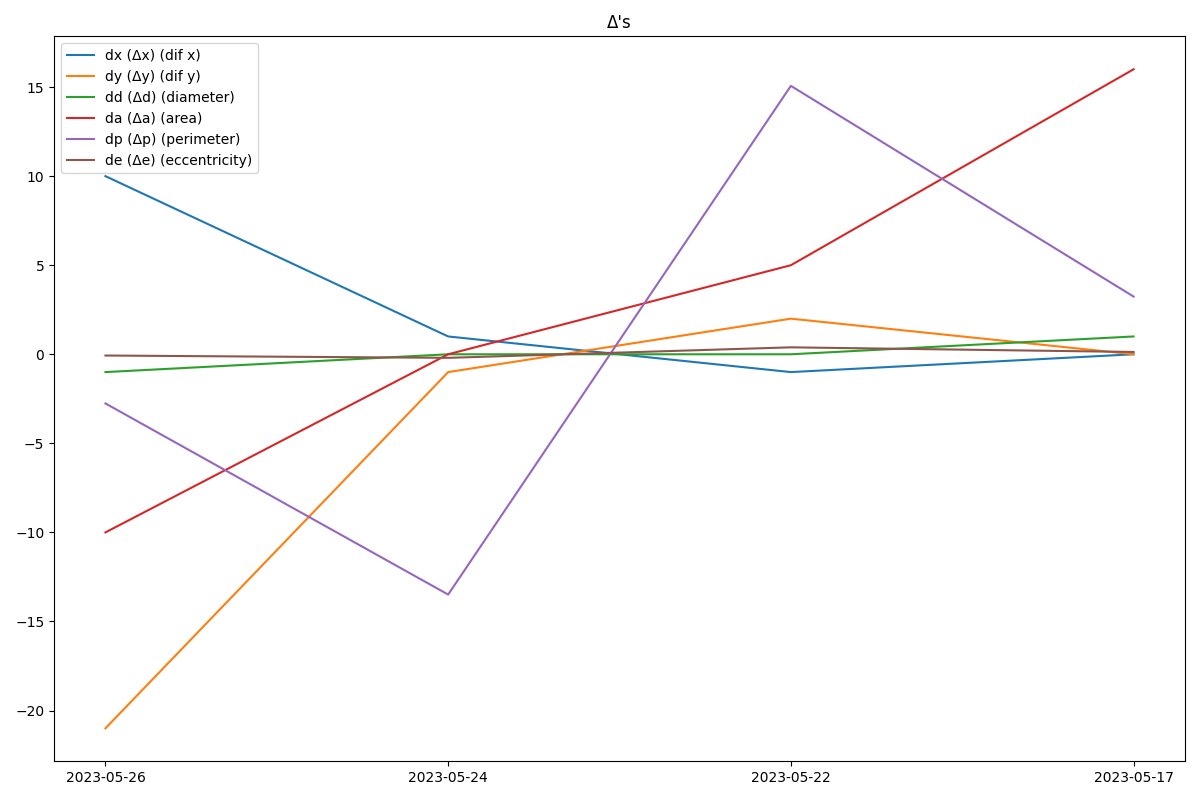 Δ's
dx (Δx) (dif x)
dy (Δy) (dif y)
dd (Δd) (diameter)
da (Δa) (area)
dp (Δp) (perimeter)
de (Δe) (eccentricity)
15
10
5
0
−5
−10
−15
−20
2023-05-26 2023-05-24 2023-05-22 2023-05-17